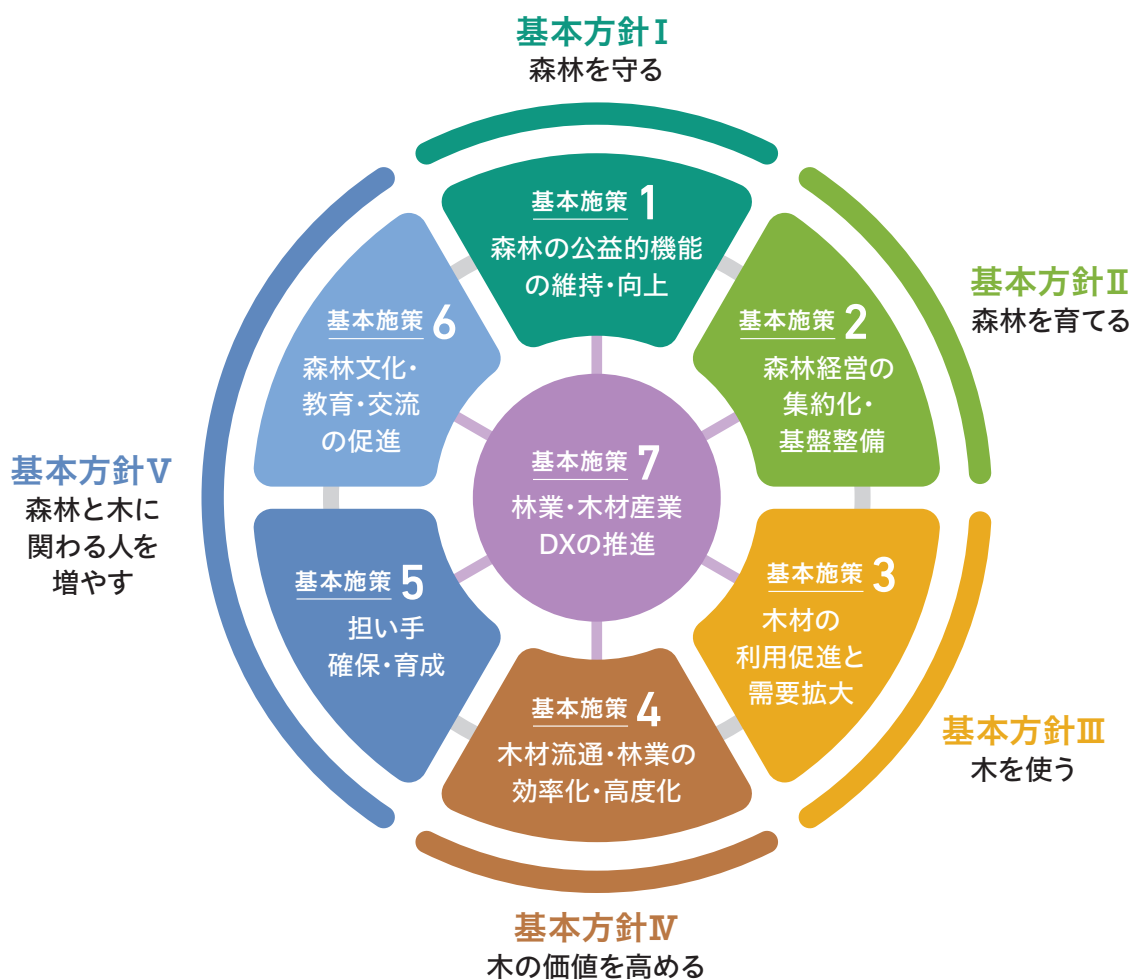 基本方針Ⅰ
森林を守る
基本施策 1
森林の公益的機能
の維持・向上
基本方針Ⅱ
森林を育てる
基本施策 2
森林経営の
集約化・
基盤整備
基本方針Ⅲ
木を使う
基本施策 3
木材の
利用促進と
需要拡大
基本方針Ⅳ
木の価値を高める
基本施策 4
木材流通・林業の
効率化・高度化
基本方針Ⅴ
森林と木に
関わる人を
増やす
基本施策 5
担い手
確保・育成
基本施策 6
森林文化・
教育・交流
の促進
基本施策 7
林業・木材産業
DXの推進